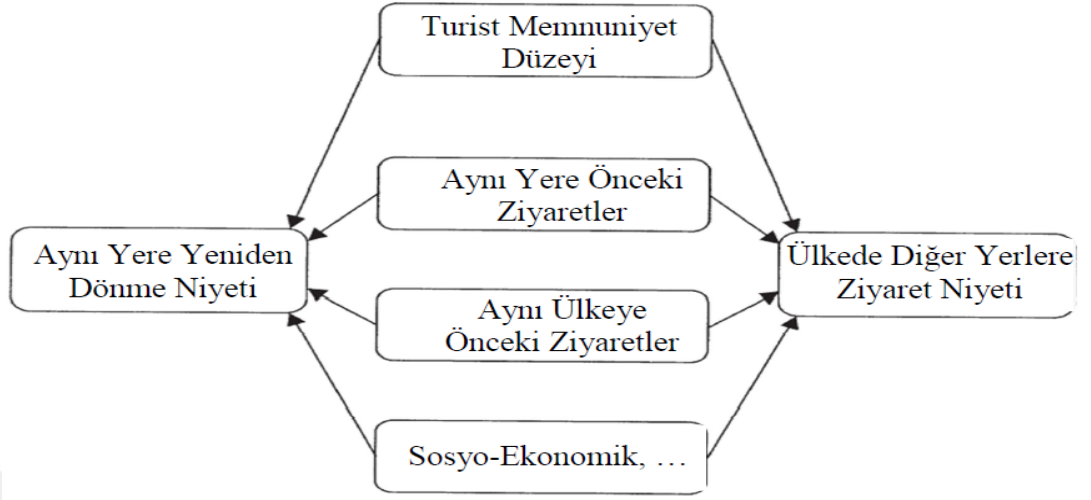 Turist Memnuniyet
Düzeyi
Aynı Yere Önceki
Ziyaretler
Aynı Yere Yeniden
Dönme Niyeti
Ülkede Diğer Yerlere
Ziyaret Niyeti
Aynı Ülkeye
Önceki Ziyaretler
Sosyo-Ekonomik, …